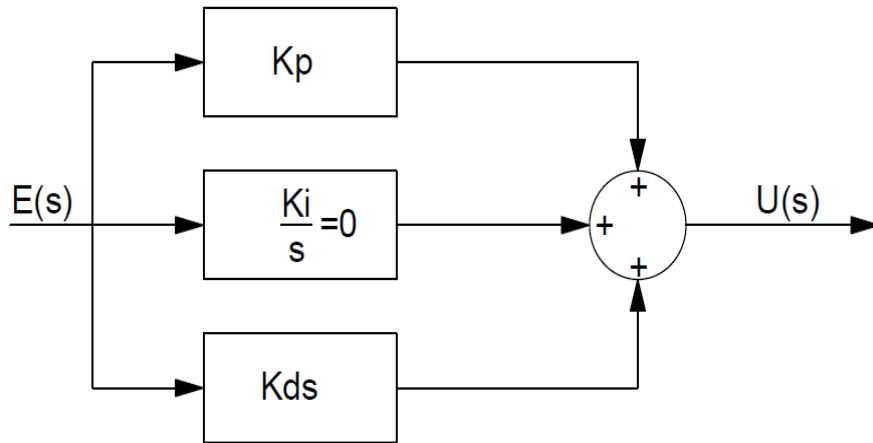 Kp
+
E(s)
Ki
s
=0
+
U(s)
+
Kds